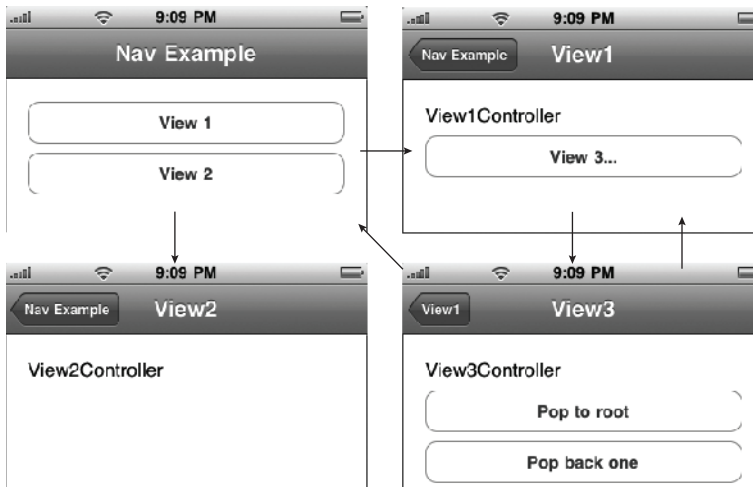 9:09 PM
Nav Example
View 1
View 2
9:09 PM
Nav Example
View1
View1Controller
View 3...
9:09 PM
Nav Example
View2
View2Controller
9:09 PM
View1
View3
View3Controller
Pop to root
Pop back one